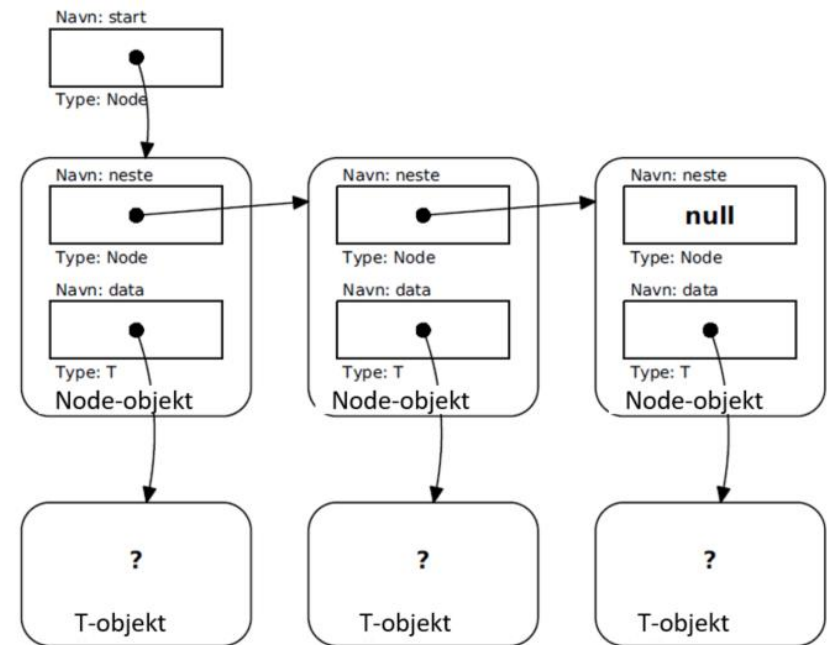 Navn: start
Type: Node
Navn: neste
Navn: neste
Navn: neste
null
Type: Node
Type: Node
Type: Node
Navn: data
Navn: data
Navn: data
Type: T
Type: T
Type: T
Node-objekt
Node-objekt
Node-objekt
?
?
?
T-objekt
T-objekt
T-objekt